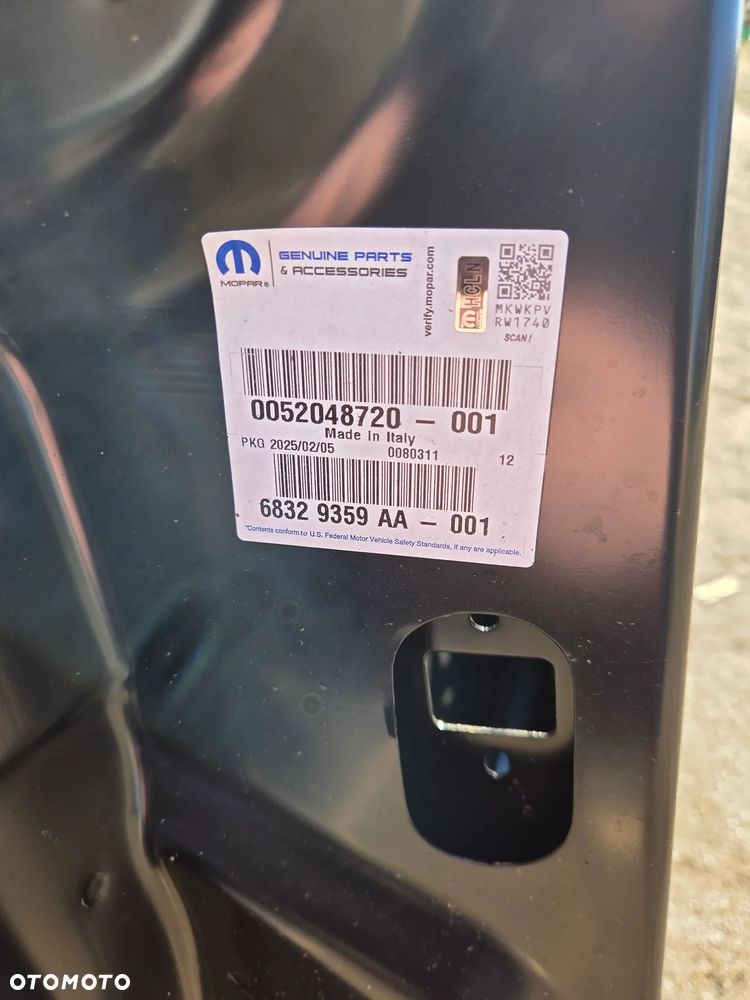 MOPAR®
GENUINE PARTS
& ACCESSORIES
verify.mopar.com
ECLN
MKWKPV
RW1740
SCAN!
0052048720 - 001
Made In Italy
PKG 2025/02/05 0080311 12
6832 9359 AA - 001
*Contents conform to U.S. Federal Motor Vehicle Safety Standards, if any are applicable.
OTOMOTO